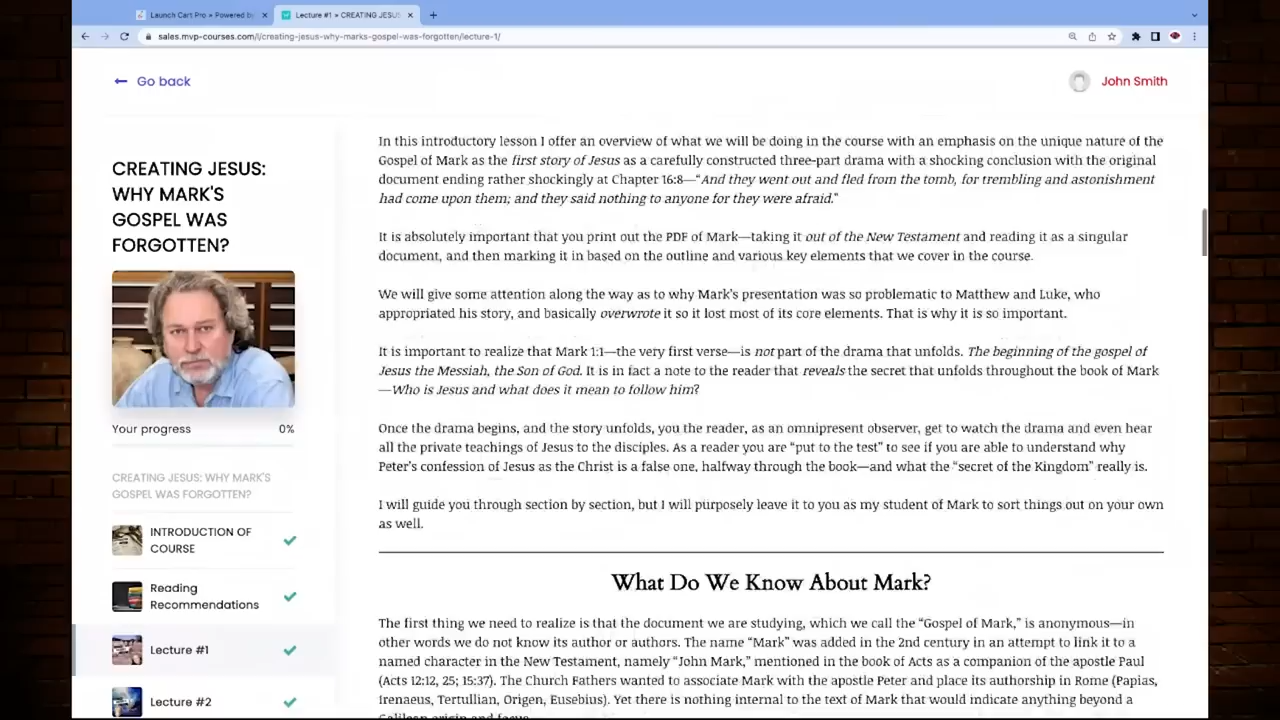 Launch Cart Pro » Powered by
Lecture #1 » CREATING JESUS:
sales.mvp-courses.com/l/creating-jesus-why-marks-gospel-was-forgotten/lecture-1/
Go back
John Smith
CREATING JESUS:
WHY MARK'S
GOSPEL WAS
FORGOTTEN?
Your progress 0%
CREATING JESUS: WHY MARK'S
GOSPEL WAS FORGOTTEN?
INTRODUCTION OF
COURSE
Reading
Recommendations
Lecture #1
Lecture #2
In this introductory lesson I offer an overview of what we will be doing in the course with an emphasis on the unique nature of the
Gospel of Mark as the first story of Jesus as a carefully constructed three-part drama with a shocking conclusion with the original
document ending rather shockingly at Chapter 16:8—“And they went out and fled from the tomb, for trembling and astonishment
had come upon them; and they said nothing to anyone for they were afraid.”
It is absolutely important that you print out the PDF of Mark—taking it out of the New Testament and reading it as a singular
document, and then marking it in based on the outline and various key elements that we cover in the course.
We will give some attention along the way as to why Mark’s presentation was so problematic to Matthew and Luke, who
appropriated his story, and basically overwrote it so it lost most of its core elements. That is why it is so important.
It is important to realize that Mark 1:1—the very first verse—is not part of the drama that unfolds. The beginning of the gospel of
Jesus the Messiah, the Son of God. It is in fact a note to the reader that reveals the secret that unfolds throughout the book of Mark
—Who is Jesus and what does it mean to follow him?
Once the drama begins, and the story unfolds, you the reader, as an omnipresent observer, get to watch the drama and even hear
all the private teachings of Jesus to the disciples. As a reader you are “put to the test” to see if you are able to understand why
Peter’s confession of Jesus as the Christ is a false one, halfway through the book—and what the “secret of the Kingdom” really is.
I will guide you through section by section, but I will purposely leave it to you as my student of Mark to sort things out on your own
as well.
What Do We Know About Mark?
The first thing we need to realize is that the document we are studying, which we call the “Gospel of Mark,” is anonymous—in
other words we do not know its author or authors. The name “Mark” was added in the 2nd century in an attempt to link it to a
named character in the New Testament, namely “John Mark,” mentioned in the book of Acts as a companion of the apostle Paul
(Acts 12:12, 25; 15:37). The Church Fathers wanted to associate Mark with the apostle Peter and place its authorship in Rome (Papias,
Irenaeus, Tertullian, Origen, Eusebius). Yet there is nothing internal to the text of Mark that would indicate anything beyond a
Galilean origin and focus.